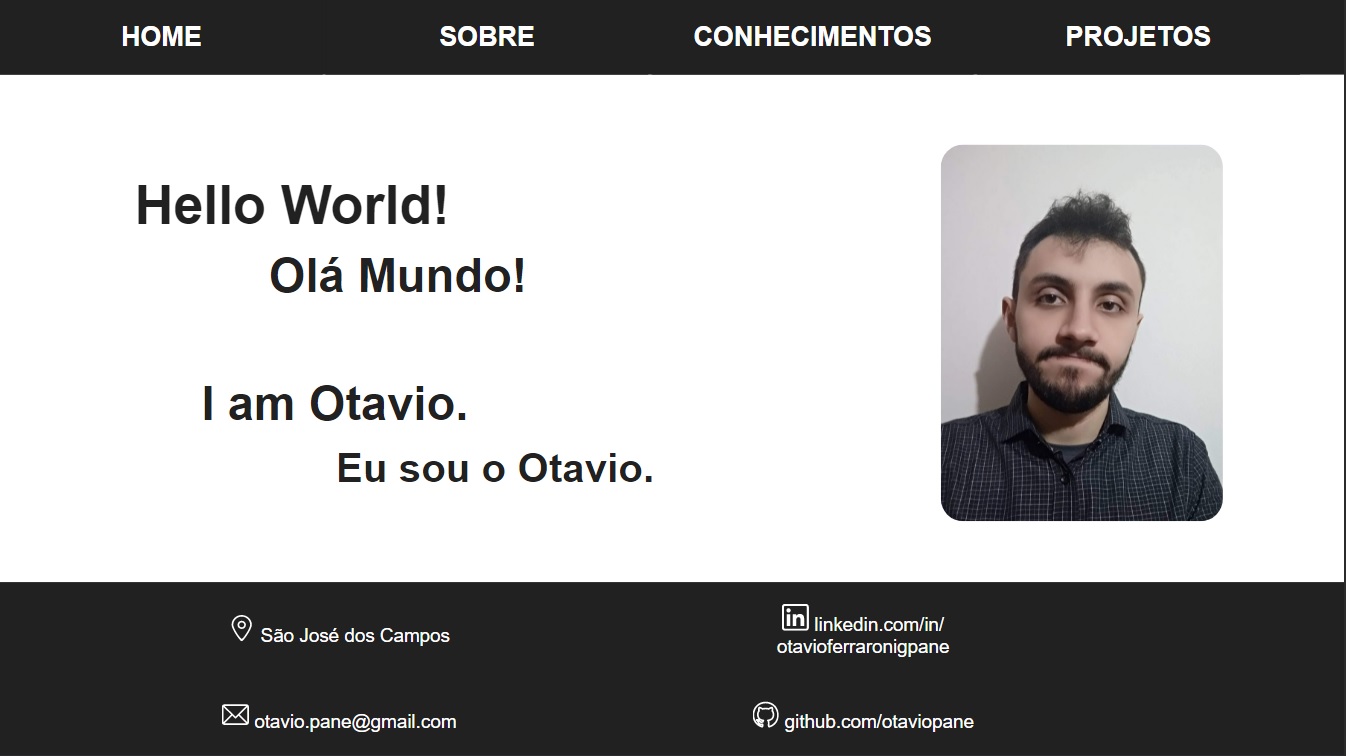 HOME SOBRE CONHECIMENTOS PROJETOS
Hello World!
Olá Mundo!
I am Otavio.
Eu sou o Otavio.
São José dos Campos
linkedin.com/in/
otavioferraronigpane
otavio.pane@gmail.com
github.com/otaviopane